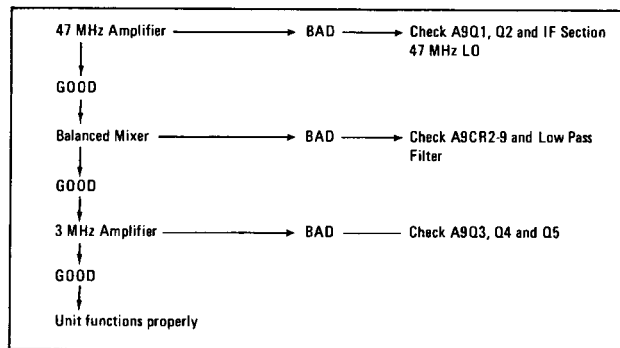 47 MHz Amplifier BAD Check A9Q1, Q2 and IF Section
47 MHz LO
GOOD
Balanced Mixer BAD Check A9CR2-9 and Low Pass
Filter
GOOD
3 MHz Amplifier BAD Check A9Q3, Q4 and Q5
GOOD
Unit functions properly